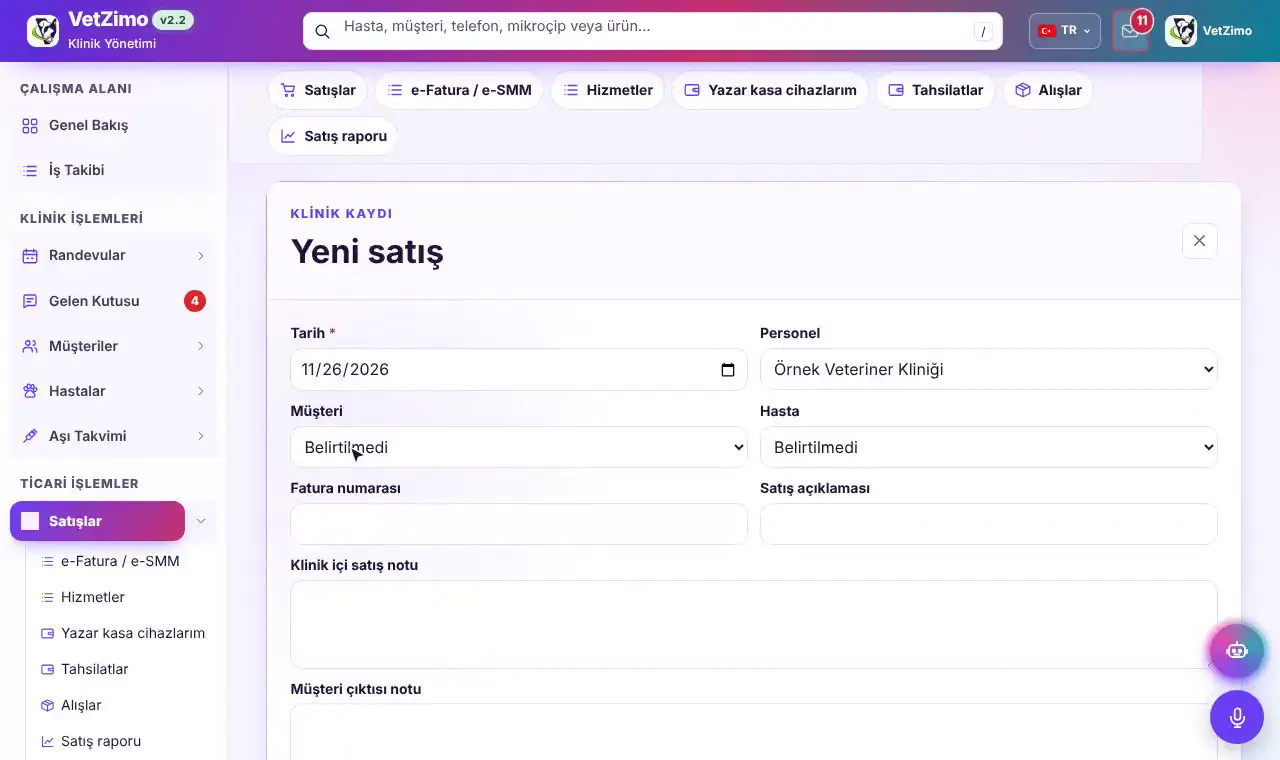 VetZimo v2.2
Klinik Yönetimi
Hasta, müşteri, telefon, mikroçip veya ürün...
/
TR
11
VetZimo
ÇALIŞMA ALANI
Genel Bakış
İş Takibi
KLİNİK İŞLEMLERİ
Randevular
Gelen Kutusu
4
Müşteriler
Hastalar
Aşı Takvimi
TİCARİ İŞLEMLER
Satışlar
e-Fatura / e-SMM
Hizmetler
Yazar kasa cihazlarım
Tahsilatlar
Alışlar
Satış raporu
Satışlar
e-Fatura / e-SMM
Hizmetler
Yazar kasa cihazlarım
Tahsilatlar
Alışlar
Satış raporu
KLİNİK KAYDI
Yeni satış
Tarih *
11/26/2026
Personel
Örnek Veteriner Kliniği
Müşteri
Belirtilmedi
Hasta
Belirtilmedi
Fatura numarası
Satış açıklaması
Klinik içi satış notu
Müşteri çıktısı notu